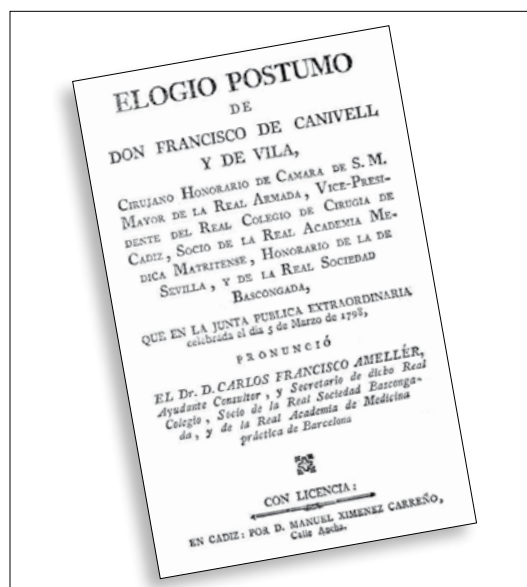 ELOGIO POSTUMO
DE
DON FRANCISCO DE CANIVELL
Y DE VILA,
CIRUJANO HONORARIO DE CAMARA DE S. M.
MAYOR DE LA REAL ARMADA, VICE-PRESI-
DENTE DEL REAL COLEGIO DE CIRUGIA DE
CADIZ, SOCIO DE LA REAL ACADEMIA ME-
DICA MATRITENSE, HONORARIO DE LA DE
SEVILLA, Y DE LA REAL SOCIEDAD
BASCONGADA,
QUE EN LA JUNTA PUBLICA EXTRAORDINARIA
celebrada el dia 5 de Marzo de 1798,
PRONUNCIÓ
EL Dr. D. CARLOS FRANCISCO AMELLÉR,
Ayudante Consultor, y Secretario de dicho Real
Colegio, Socio de la Real Sociedad Basconga-
da, y de la Real Academia de Medicina
práctica de Barcelona
CON LICENCIA:
EN CADIZ: POR D. MANUEL XIMENEZ CARREÑO,
Calle Ancha.